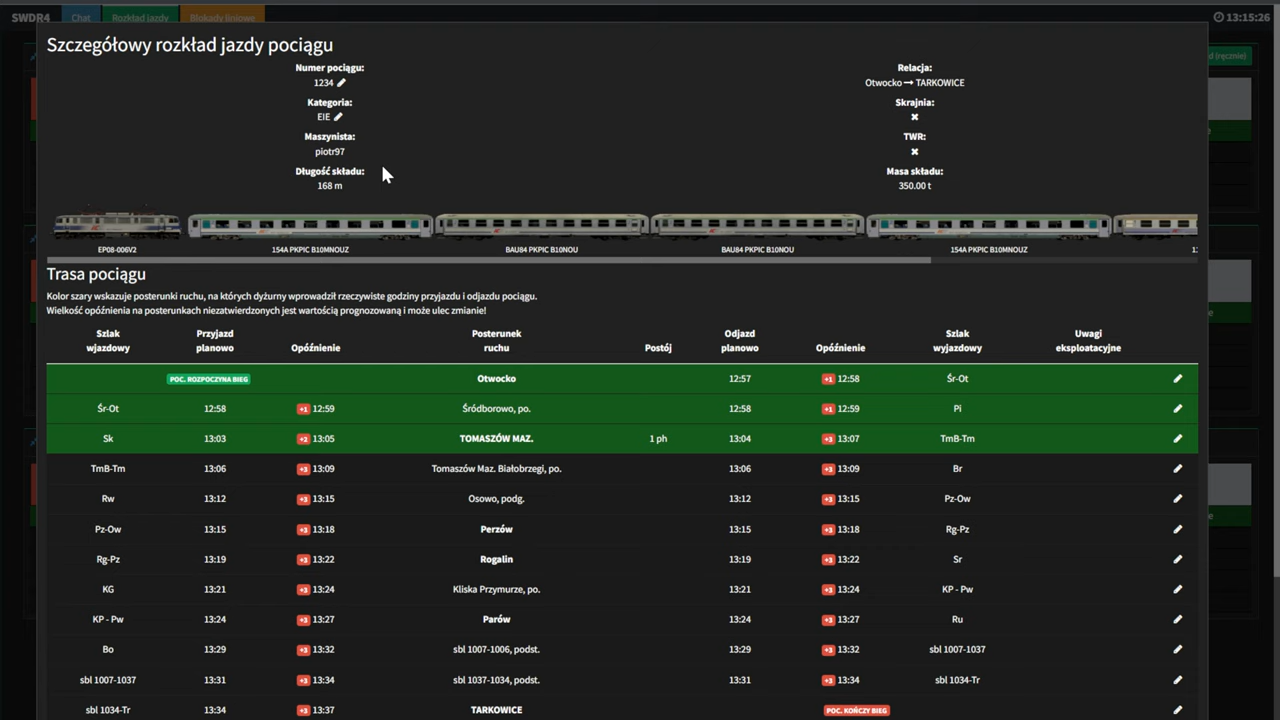 SWDR4 Chat Rozkład jazdy Blokady liniowe 13:15:26
Szczegółowy rozkład jazdy pociągu
Numer pociągu: Relacja:
1234 Otwocko → TARKOWICE
Kategoria: Skrajnia:
EIE ✖
Maszynista: TWR:
piotr97 ✖
Długość składu: Masa składu:
168 m 350.00 t
EP08-006V2 154A PKPIC B10MNOUZ BAU84 PKPIC B10NOU BAU84 PKPIC B10NOU 154A PKPIC B10MNOUZ
Trasa pociągu
Kolor szary wskazuje posterunki ruchu, na których dyżurny wprowadził rzeczywiste godziny przyjazdu i odjazdu pociągu.
Wielkość opóźnienia na posterunkach niezatwierdzonych jest wartością prognozowaną i może ulec zmianie!
Szlak Przyjazd Posterunek Odjazd Szlak Uwagi
wjazdowy planowo Opóźnienie ruchu Postój planowo Opóźnienie wyjazdowy eksploatacyjne
POC. ROZPOCZYNA BIEG Otwocko 12:57 +1 12:58 Śr-Ot
Śr-Ot 12:58 +1 12:59 Śródborowo, po. 12:58 +1 12:59 Pi
Sk 13:03 +2 13:05 TOMASZÓW MAZ. 1 ph 13:04 +3 13:07 TmB-Tm
TmB-Tm 13:06 +3 13:09 Tomaszów Maz. Białobrzegi, po. 13:06 +3 13:09 Br
Rw 13:12 +3 13:15 Osowo, podg. 13:12 +3 13:15 Pz-Ow
Pz-Ow 13:15 +3 13:18 Perzów 13:15 +3 13:18 Rg-Pz
Rg-Pz 13:19 +3 13:22 Rogalin 13:19 +3 13:22 Sr
KG 13:21 +3 13:24 Kliska Przymurze, po. 13:21 +3 13:24 KP - Pw
KP - Pw 13:24 +3 13:27 Parów 13:24 +3 13:27 Ru
Bo 13:29 +3 13:32 sbl 1007-1006, podst. 13:29 +3 13:32 sbl 1007-1037
sbl 1007-1037 13:31 +3 13:34 sbl 1037-1034, podst. 13:31 +3 13:34 sbl 1034-Tr
sbl 1034-Tr 13:34 +3 13:37 TARKOWICE POC. KOŃCZY BIEG